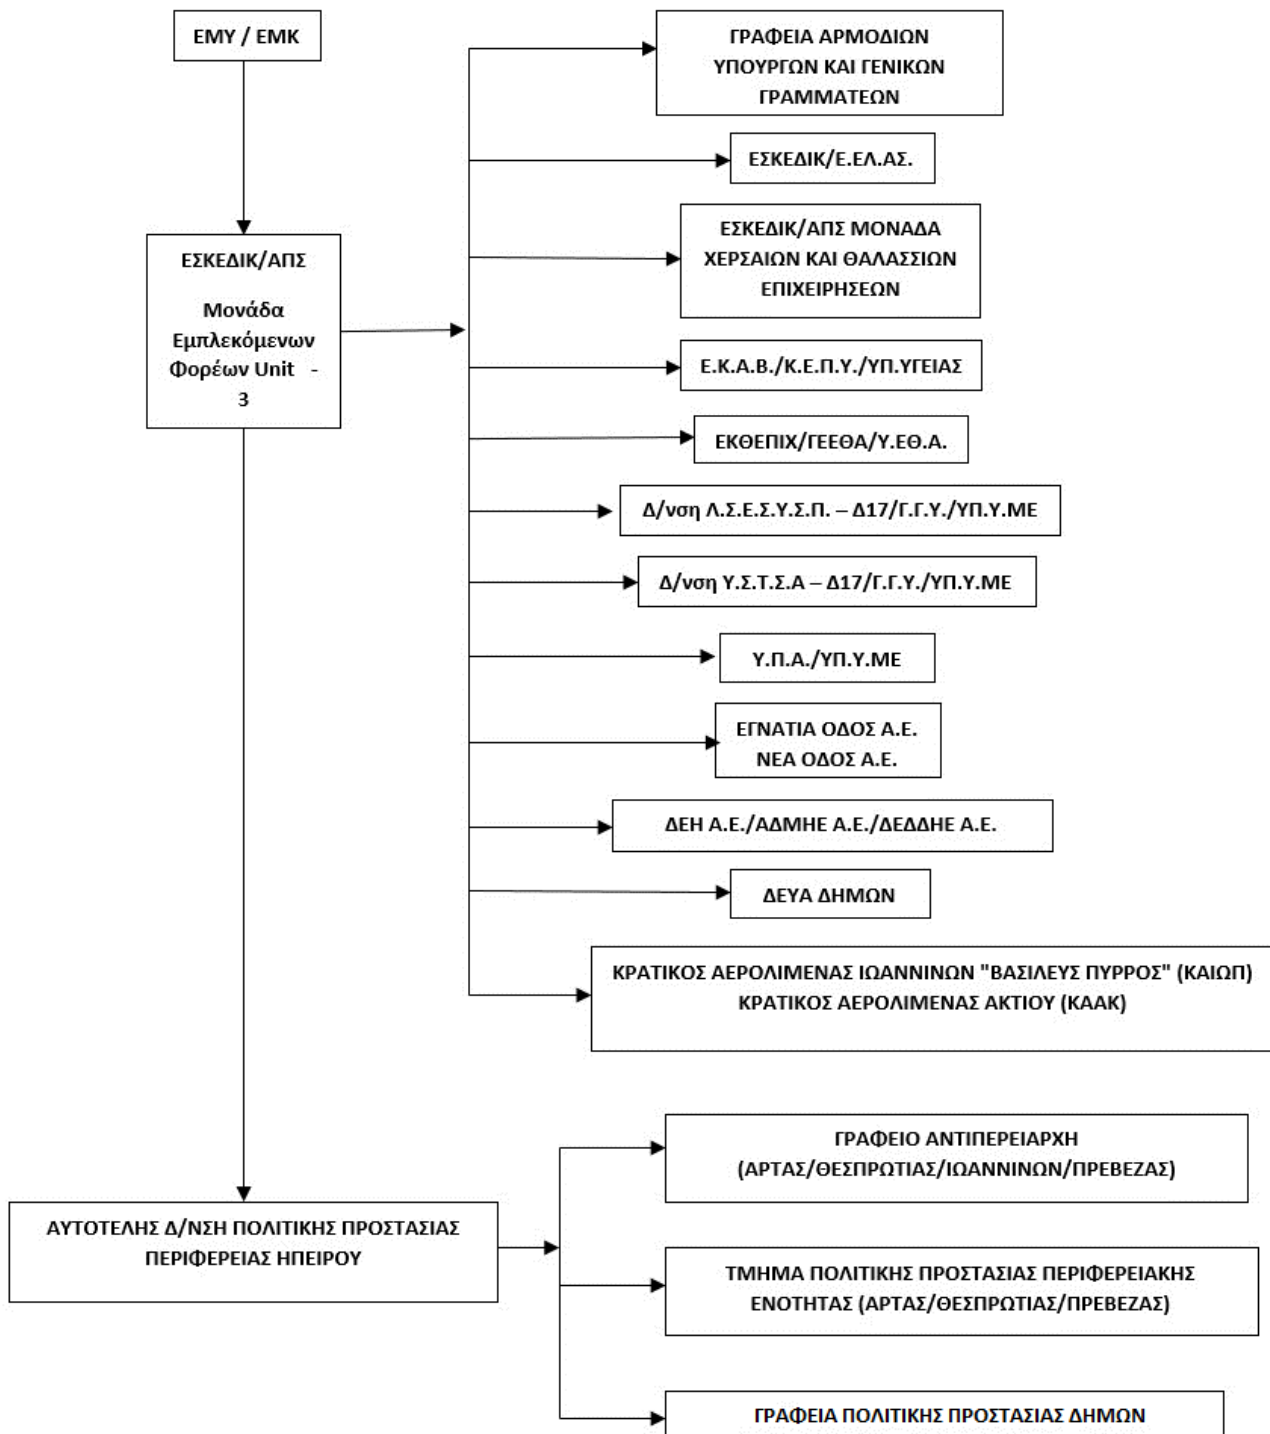 ΕΜΥ / ΕΜΚ
ΕΣΚΕΔΙΚ/ΑΠΣ
Μονάδα
Εμπλεκόμενων
Φορέων Unit -
3
ΓΡΑΦΕΙΑ ΑΡΜΟΔΙΩΝ
ΥΠΟΥΡΓΩΝ ΚΑΙ ΓΕΝΙΚΩΝ
ΓΡΑΜΜΑΤΕΩΝ
ΕΣΚΕΔΙΚ/Ε.ΕΛ.ΑΣ.
ΕΣΚΕΔΙΚ/ΑΠΣ ΜΟΝΑΔΑ
ΧΕΡΣΑΙΩΝ ΚΑΙ ΘΑΛΑΣΣΙΩΝ
ΕΠΙΧΕΙΡΗΣΕΩΝ
Ε.Κ.Α.Β./Κ.Ε.Π.Υ./ΥΠ.ΥΓΕΙΑΣ
ΕΚΘΕΠΙΧ/ΓΕΕΘΑ/Υ.ΕΘ.Α.
Δ/νση Λ.Σ.Ε.Σ.Υ.Σ.Π. – Δ17/Γ.Γ.Υ./ΥΠ.Υ.ΜΕ
Δ/νση Υ.Σ.Τ.Σ.Α – Δ17/Γ.Γ.Υ./ΥΠ.Υ.ΜΕ
Υ.Π.Α./ΥΠ.Υ.ΜΕ
ΕΓΝΑΤΙΑ ΟΔΟΣ Α.Ε.
ΝΕΑ ΟΔΟΣ Α.Ε.
ΔΕΗ Α.Ε./ΑΔΜΗΕ Α.Ε./ΔΕΔΔΗΕ Α.Ε.
ΔΕΥΑ ΔΗΜΩΝ
ΚΡΑΤΙΚΟΣ ΑΕΡΟΛΙΜΕΝΑΣ ΙΩΑΝΝΙΝΩΝ "ΒΑΣΙΛΕΥΣ ΠΥΡΡΟΣ" (ΚΑΙΩΠ)
ΚΡΑΤΙΚΟΣ ΑΕΡΟΛΙΜΕΝΑΣ ΑΚΤΙΟΥ (ΚΑΑΚ)
ΑΥΤΟΤΕΛΗΣ Δ/ΝΣΗ ΠΟΛΙΤΙΚΗΣ ΠΡΟΣΤΑΣΙΑΣ
ΠΕΡΙΦΕΡΕΙΑΣ ΗΠΕΙΡΟΥ
ΓΡΑΦΕΙΟ ΑΝΤΙΠΕΡΕΙΑΡΧΗ
(ΑΡΤΑΣ/ΘΕΣΠΡΩΤΙΑΣ/ΙΩΑΝΝΙΝΩΝ/ΠΡΕΒΕΖΑΣ)
ΤΜΗΜΑ ΠΟΛΙΤΙΚΗΣ ΠΡΟΣΤΑΣΙΑΣ ΠΕΡΙΦΕΡΕΙΑΚΗΣ
ΕΝΟΤΗΤΑΣ (ΑΡΤΑΣ/ΘΕΣΠΡΩΤΙΑΣ/ΠΡΕΒΕΖΑΣ)
ΓΡΑΦΕΙΑ ΠΟΛΙΤΙΚΗΣ ΠΡΟΣΤΑΣΙΑΣ ΔΗΜΩΝ